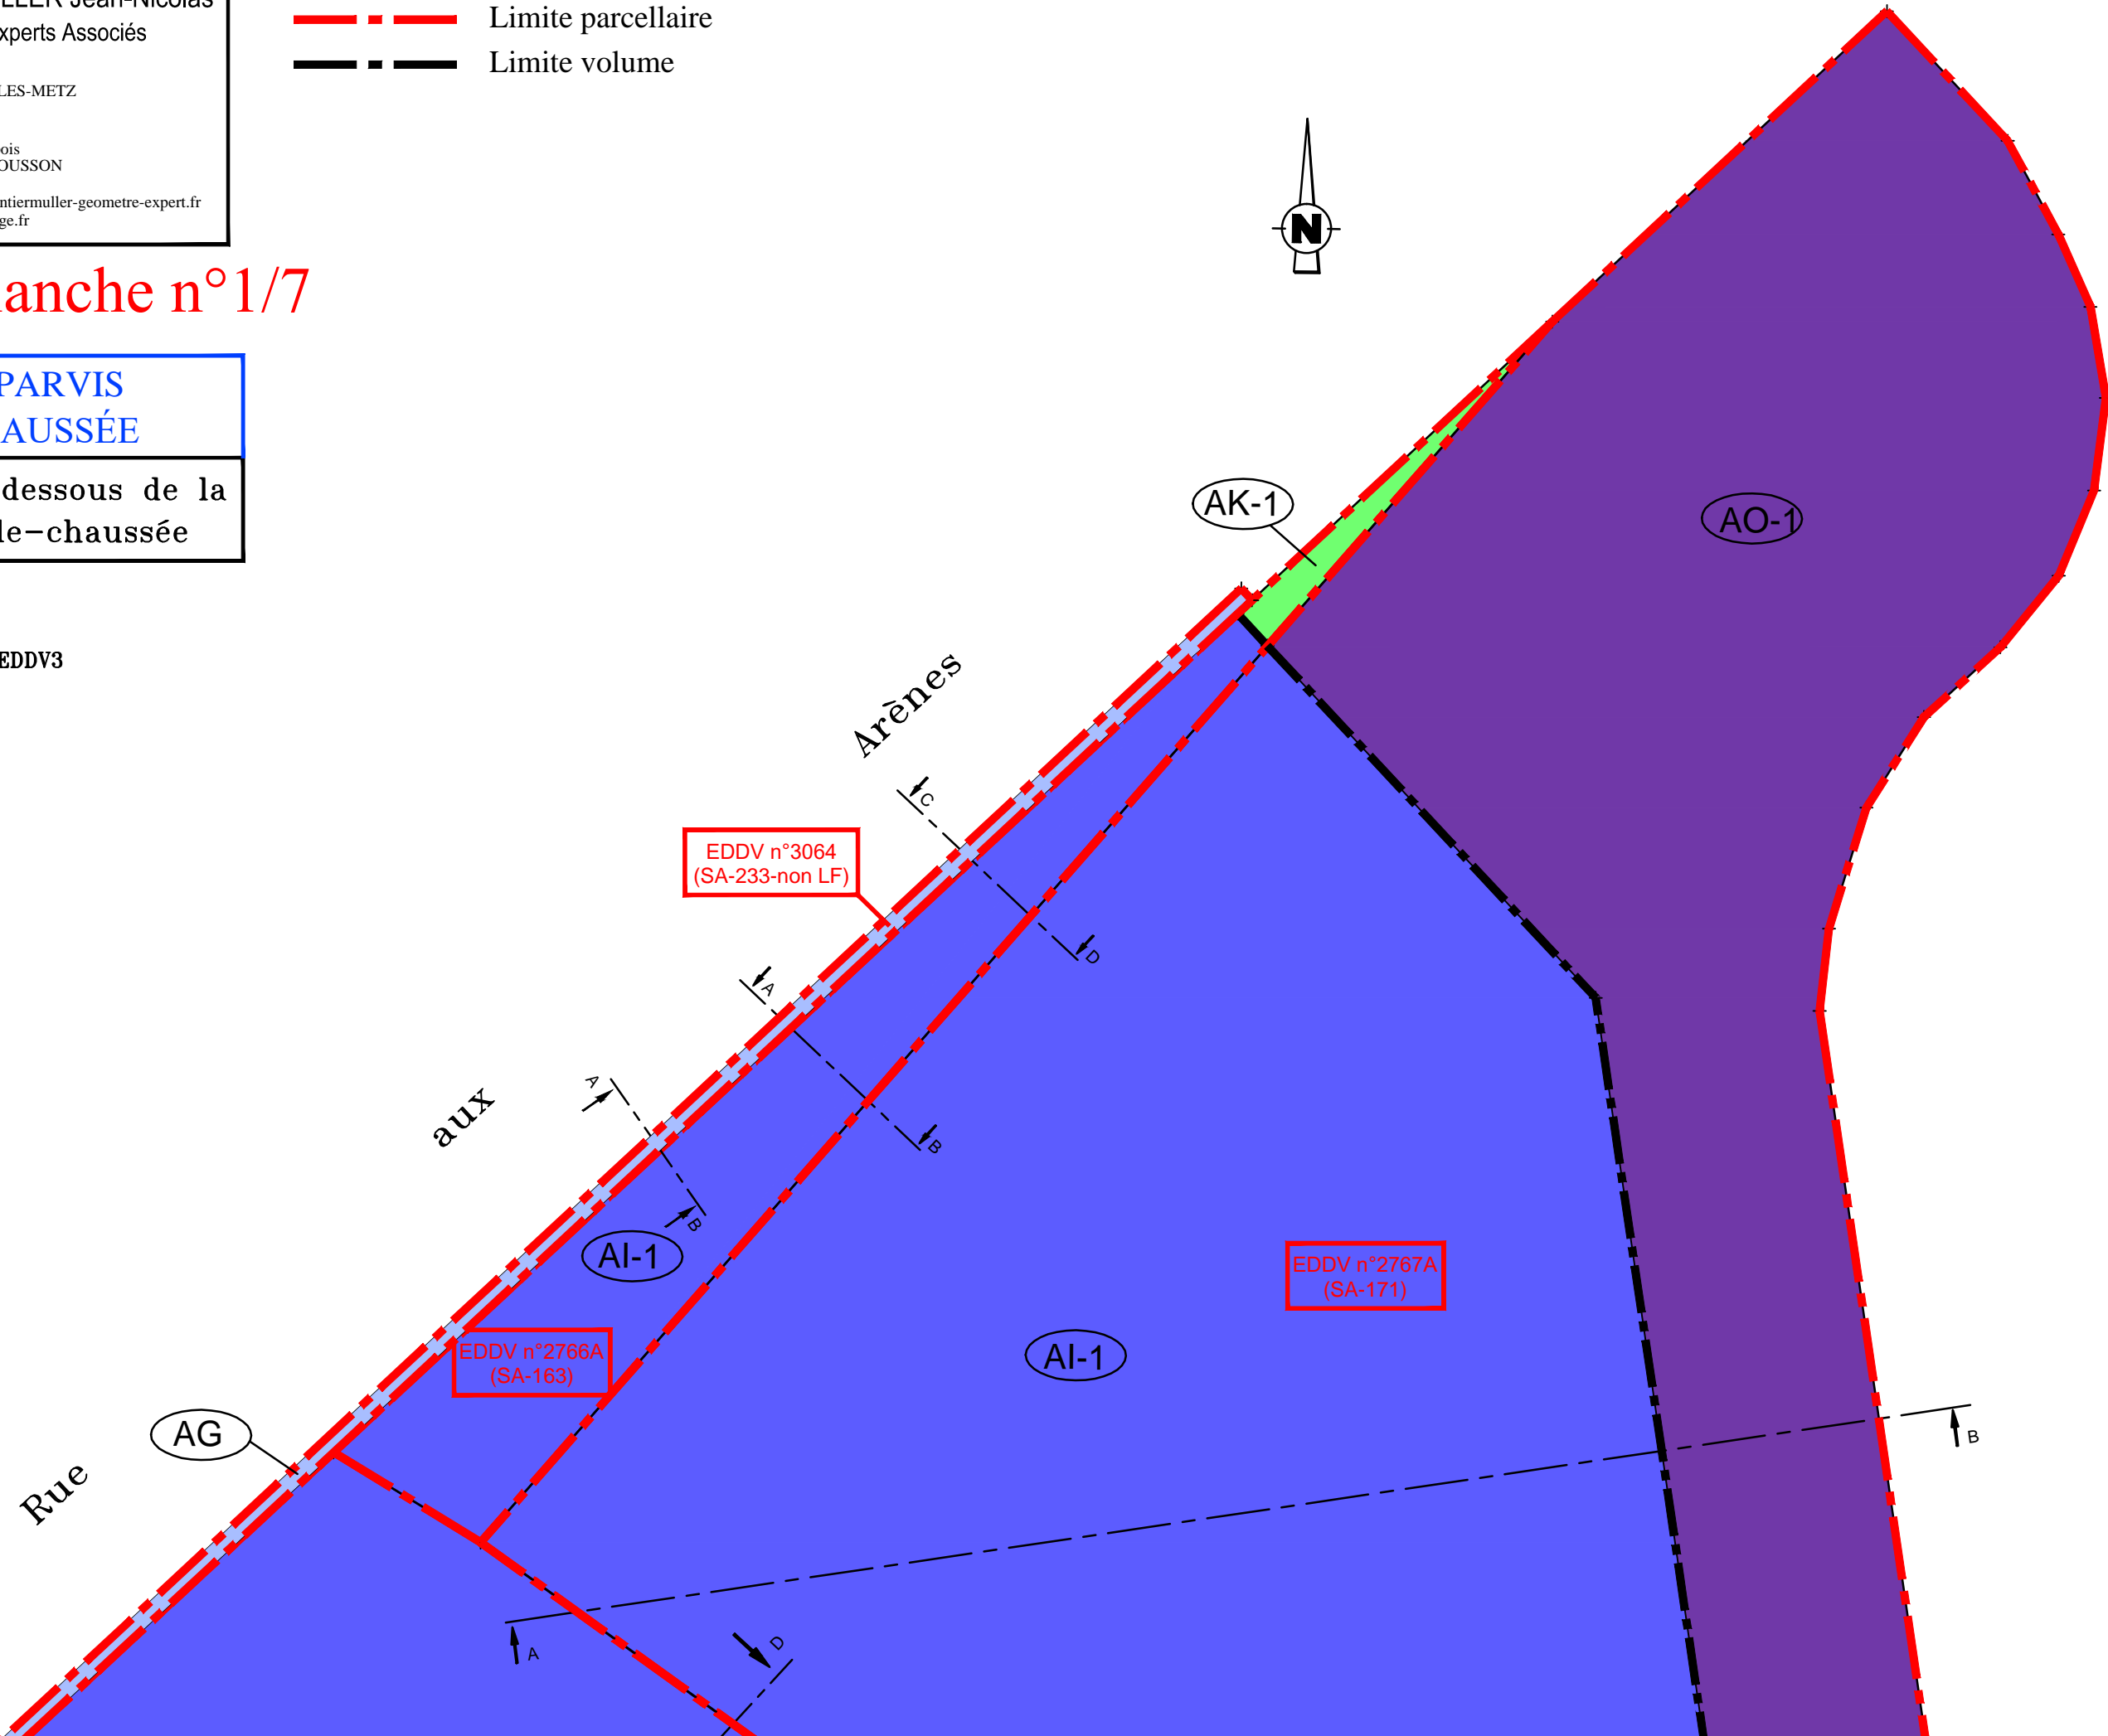 Jean-Nicolas
Experts Associés
LES-METZ
OUSSON
ntiermuller-geometre-expert.fr
ge.fr
Limite parcellaire
Limite volume
N
anche n°1/7
PARVIS
AUSSÉE
dessous de la
le-chaussée
EDDV3
AK-1
AO-1
Arènes
C
D
EDDV n°3064
(SA-233-non LF)
A
B
A
B
aux
AI-1
EDDV n°2767A
(SA-171)
EDDV n°2766A
(SA-163)
AI-1
AG
Rue
B
A
D